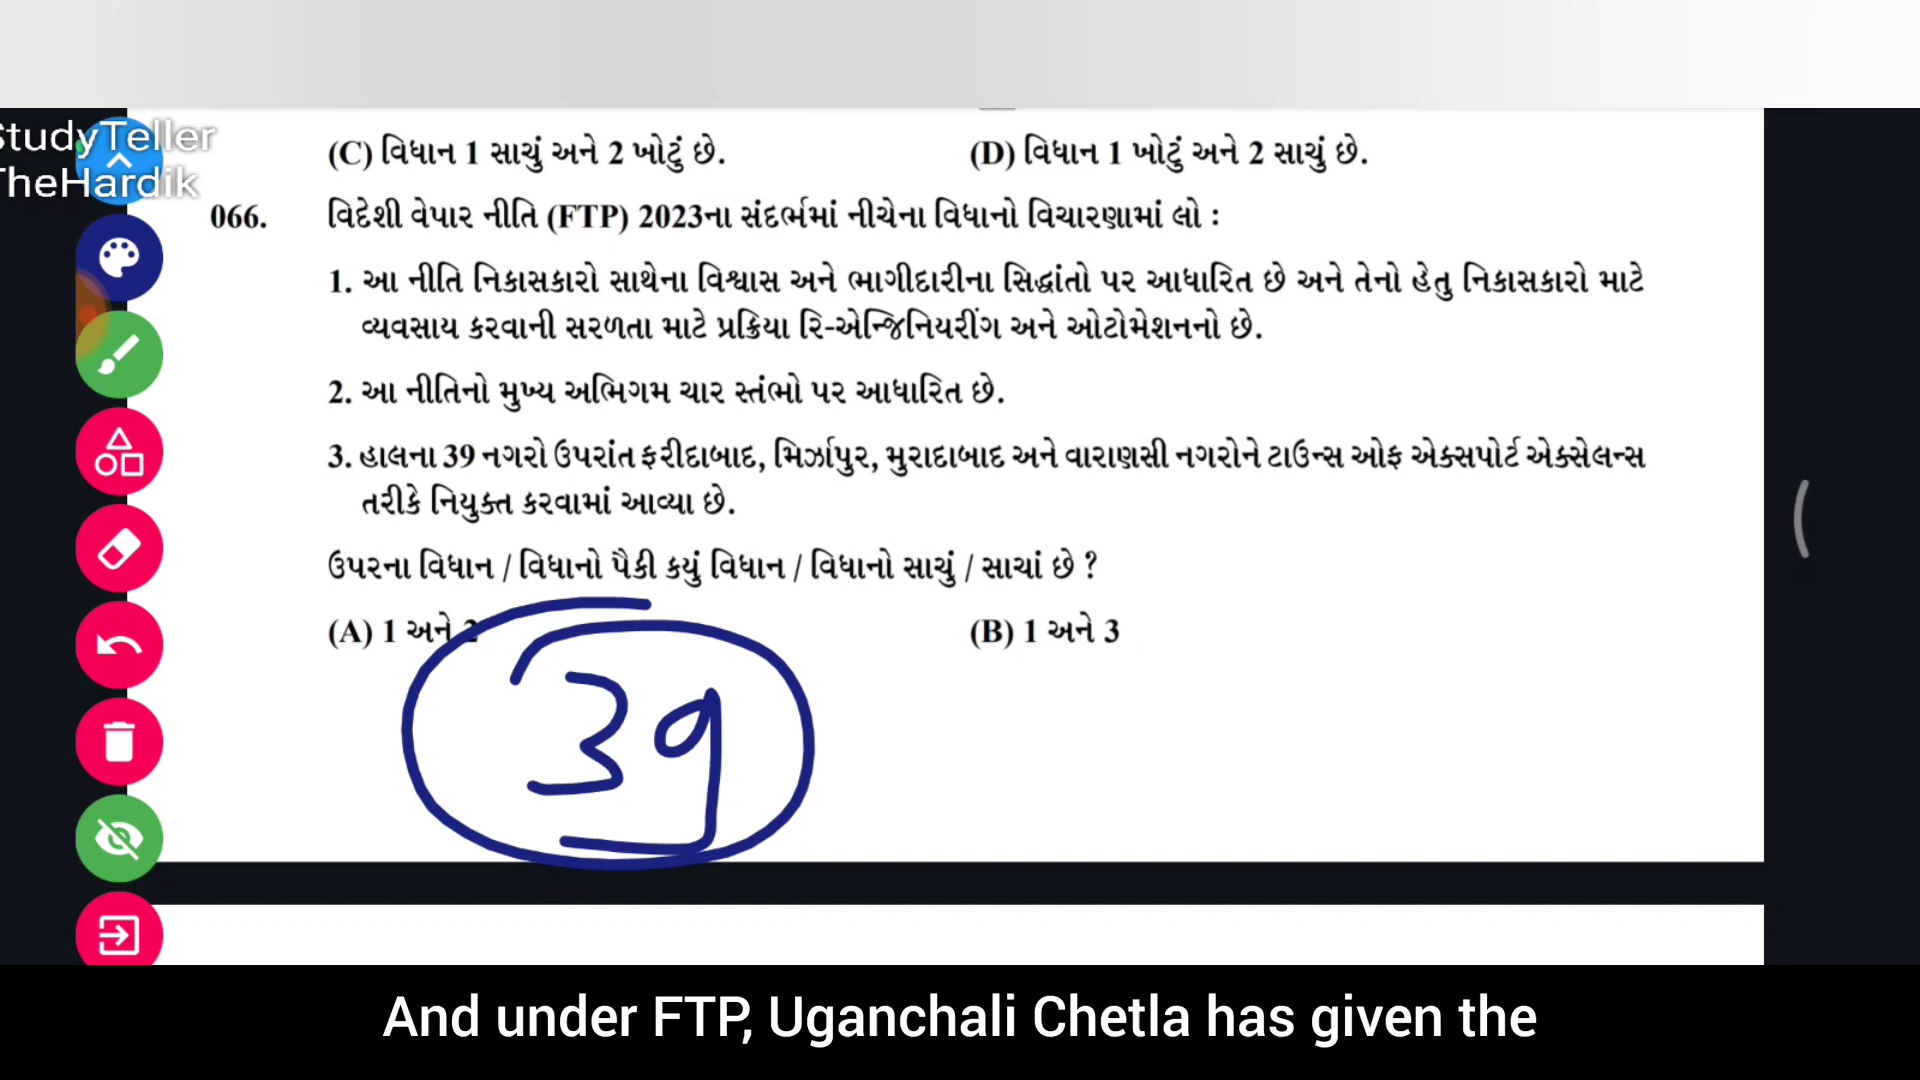 StudyTeller
TheHardik
(C) વિધાન 1 સાચું અને 2 ખોટું છે.
(D) વિધાન 1 ખોટું અને 2 સાચું છે.
066. વિદેશી વેપાર નીતિ (FTP) 2023ના સંદર્ભમાં નીચેના વિધાનો વિચારણામાં લો :
1. આ નીતિ નિકાસકારો સાથેના વિશ્વાસ અને ભાગીદારીના સિદ્ધાંતો પર આધારિત છે અને તેનો હેતુ નિકાસકારો માટે
વ્યવસાય કરવાની સરળતા માટે પ્રક્રિયા રિ-એન્જિનિયરીંગ અને ઓટોમેશનનો છે.
2. આ નીતિનો મુખ્ય અભિગમ ચાર સ્તંભો પર આધારિત છે.
3. હાલના 39 નગરો ઉપરાંત ફરીદાબાદ, મિર્ઝાપુર, મુરાદાબાદ અને વારાણસી નગરોને ટાઉન્સ ઓફ એક્સપોર્ટ એક્સેલન્સ
તરીકે નિયુક્ત કરવામાં આવ્યા છે.
ઉપરના વિધાન / વિધાનો પૈકી કયું વિધાન / વિધાનો સાચું / સાચાં છે ?
(A) 1 અને 2
(B) 1 અને 3
39
And under FTP, Uganchali Chetla has given the